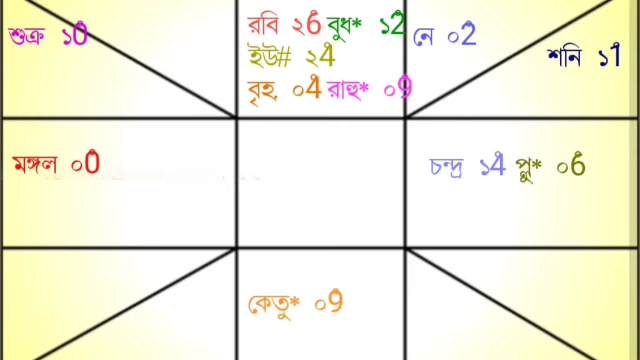 শুক্র ১0°
রবি ২6° বুধ* ১2°
ইউ# ২4°
বৃহ. ০4° রাহু* ০9°
নে ০2°
শনি ১1°
মঙ্গল ০0°
চন্দ্র ১4° প্লু* ০6°
কেতু* ০9°